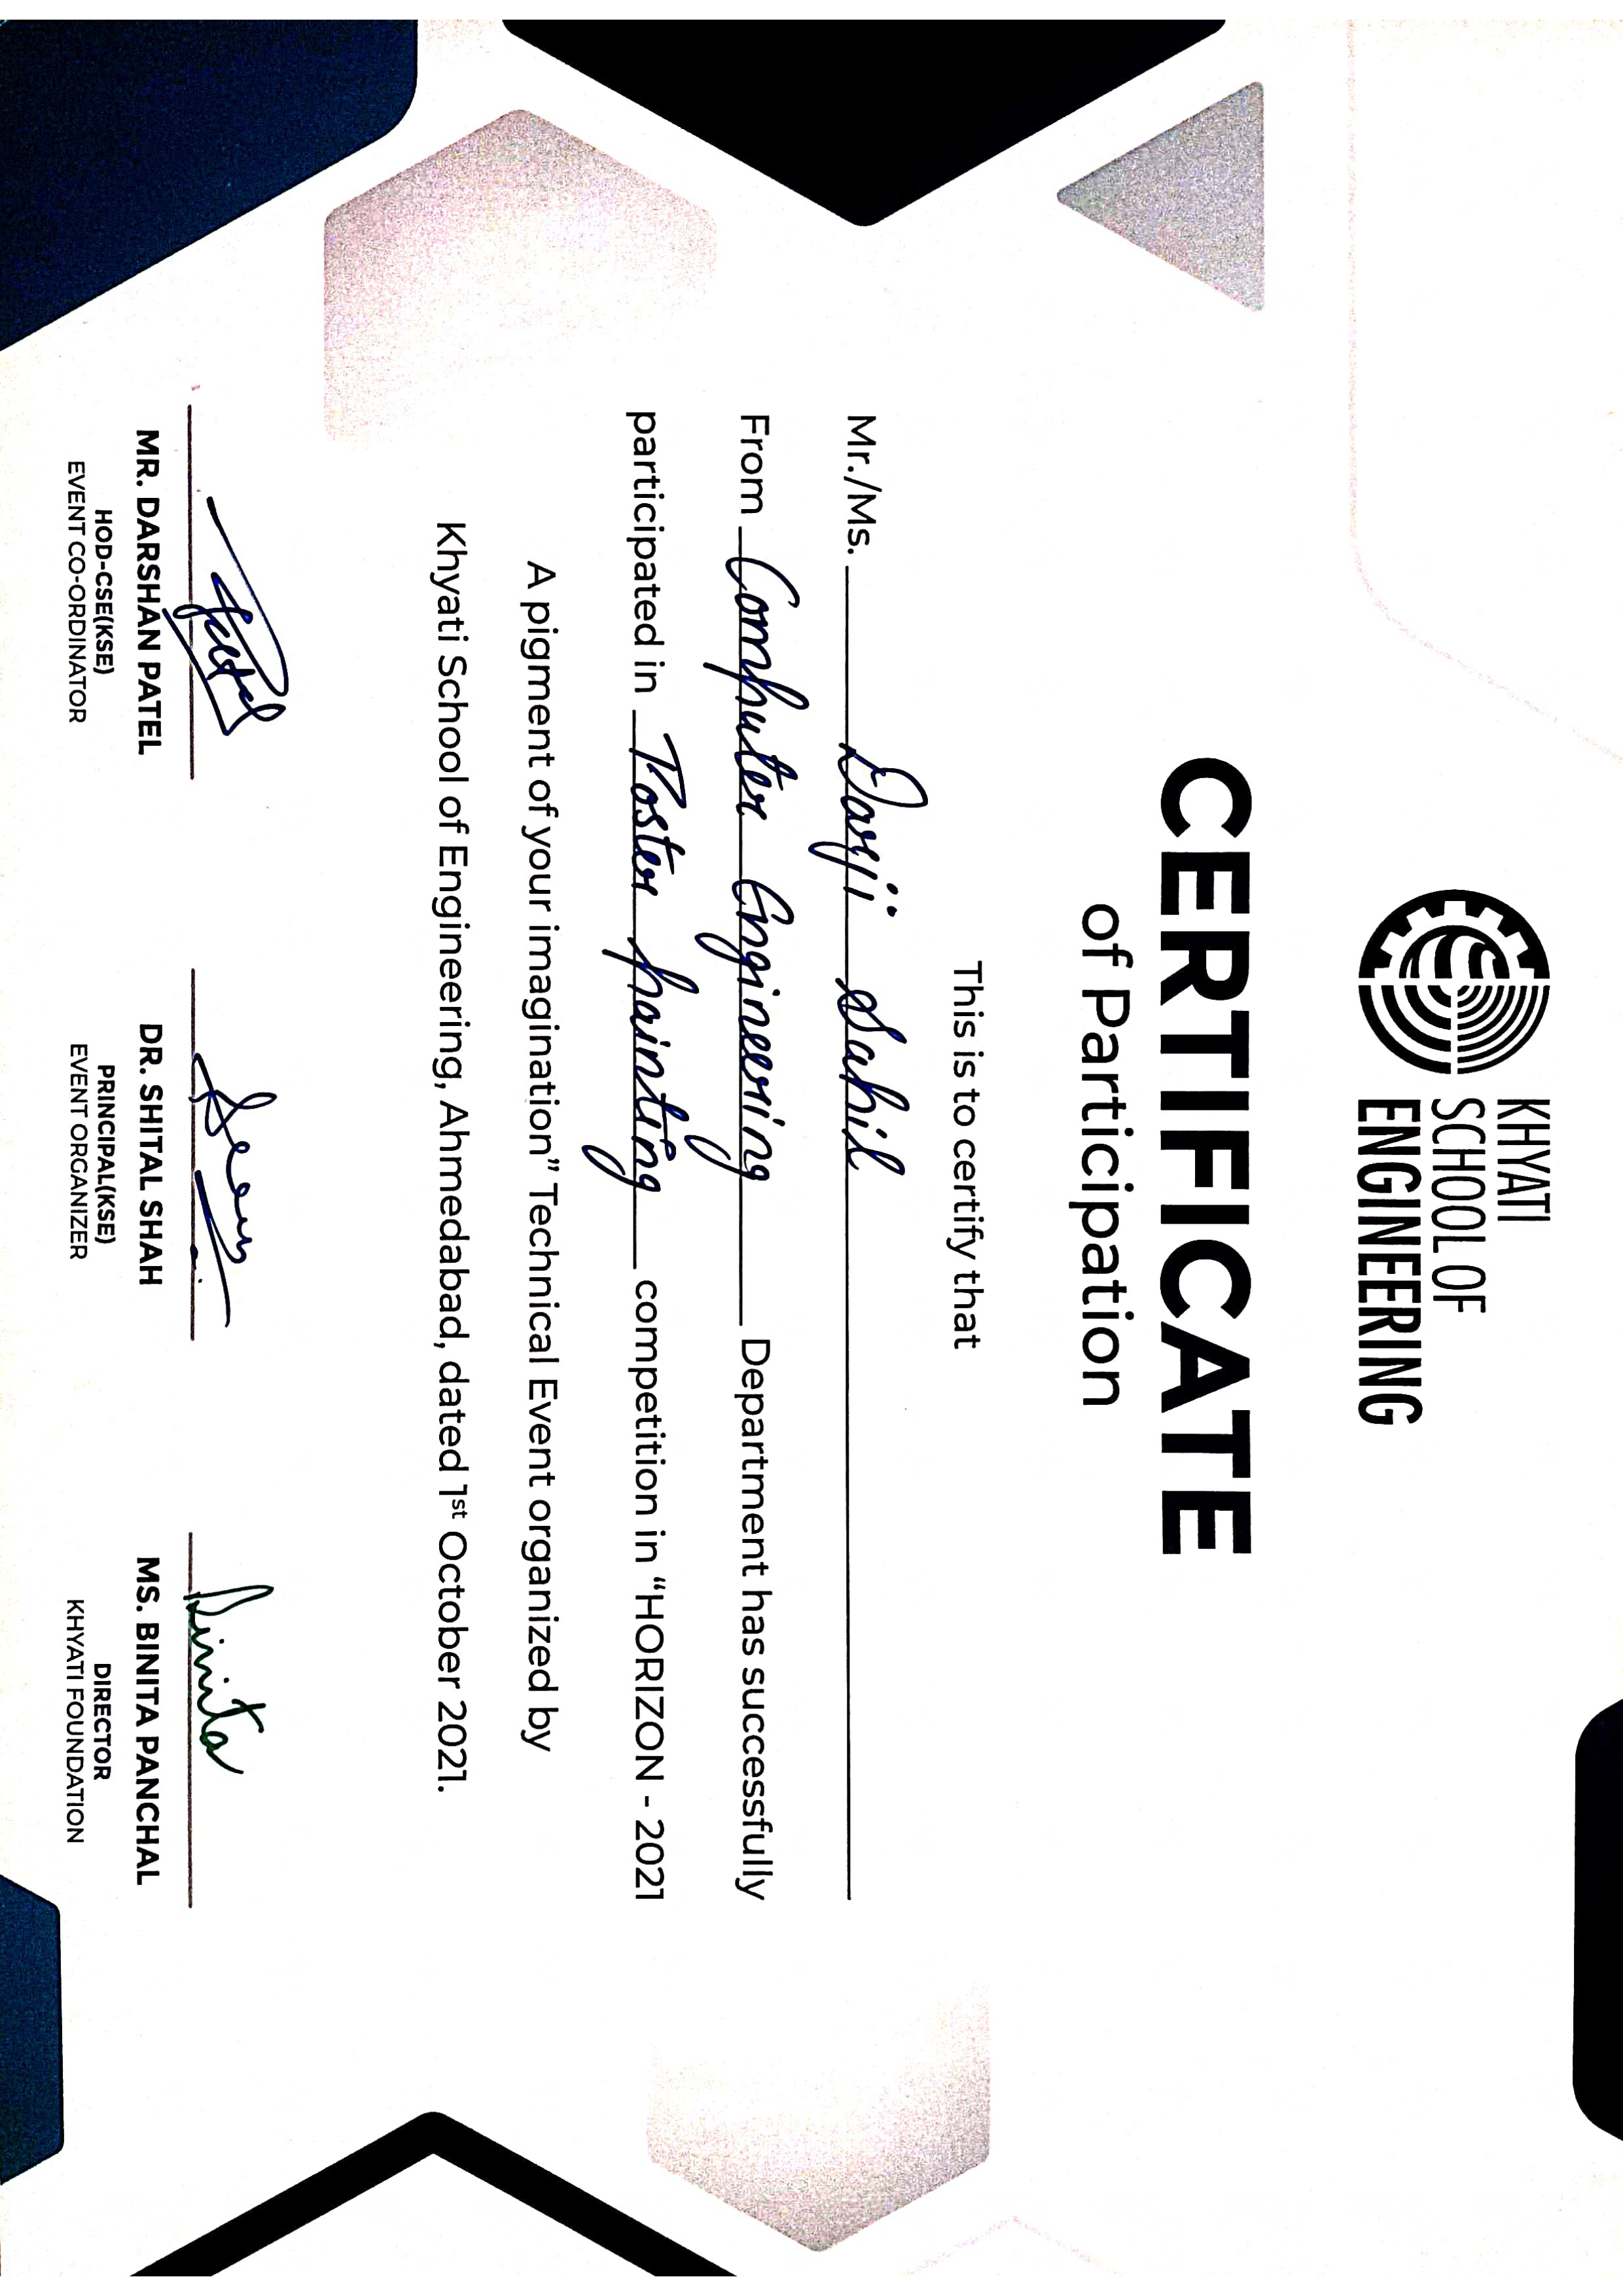 KHYATI
SCHOOL OF
ENGINEERING
CERTIFICATE
of Participation
This is to certify that
Mr./Ms. Darji Sahil
From Computer Engineering Department has successfully
participated in Poster painting competition in “HORIZON - 2021
A pigment of your imagination” Technical Event organized by
Khyati School of Engineering, Ahmedabad, dated 1st October 2021.
Patel
Binita
MR. DARSHAN PATEL
DR. SHITAL SHAH
MS. BINITA PANCHAL
HOD-CSE(KSE)
PRINCIPAL(KSE)
DIRECTOR
EVENT CO-ORDINATOR
EVENT ORGANIZER
KHYATI FOUNDATION